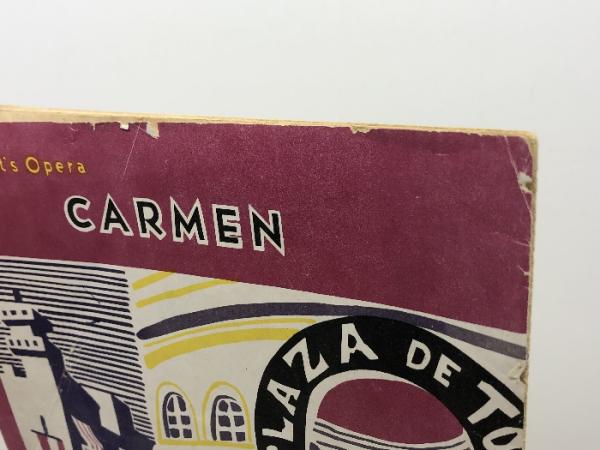 t's Opera
CARMEN
PLAZA DE TO